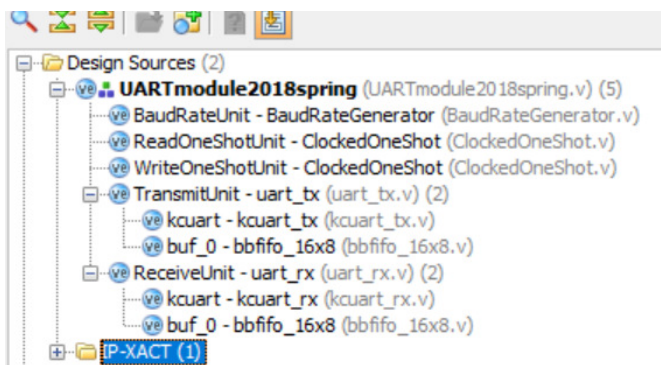 Design Sources (2)
UARTmodule2018spring (UARTmodule2018spring.v) (5)
BaudRateUnit - BaudRateGenerator (BaudRateGenerator.v)
ReadOneShotUnit - ClockedOneShot (ClockedOneShot.v)
WriteOneShotUnit - ClockedOneShot (ClockedOneShot.v)
TransmitUnit - uart_tx (uart_tx.v) (2)
kcuart - kcuart_tx (kcuart_tx.v)
buf_0 - bbfifo_16x8 (bbfifo_16x8.v)
ReceiveUnit - uart_rx (uart_rx.v) (2)
kcuart - kcuart_rx (kcuart_rx.v)
buf_0 - bbfifo_16x8 (bbfifo_16x8.v)
IP-XACT (1)